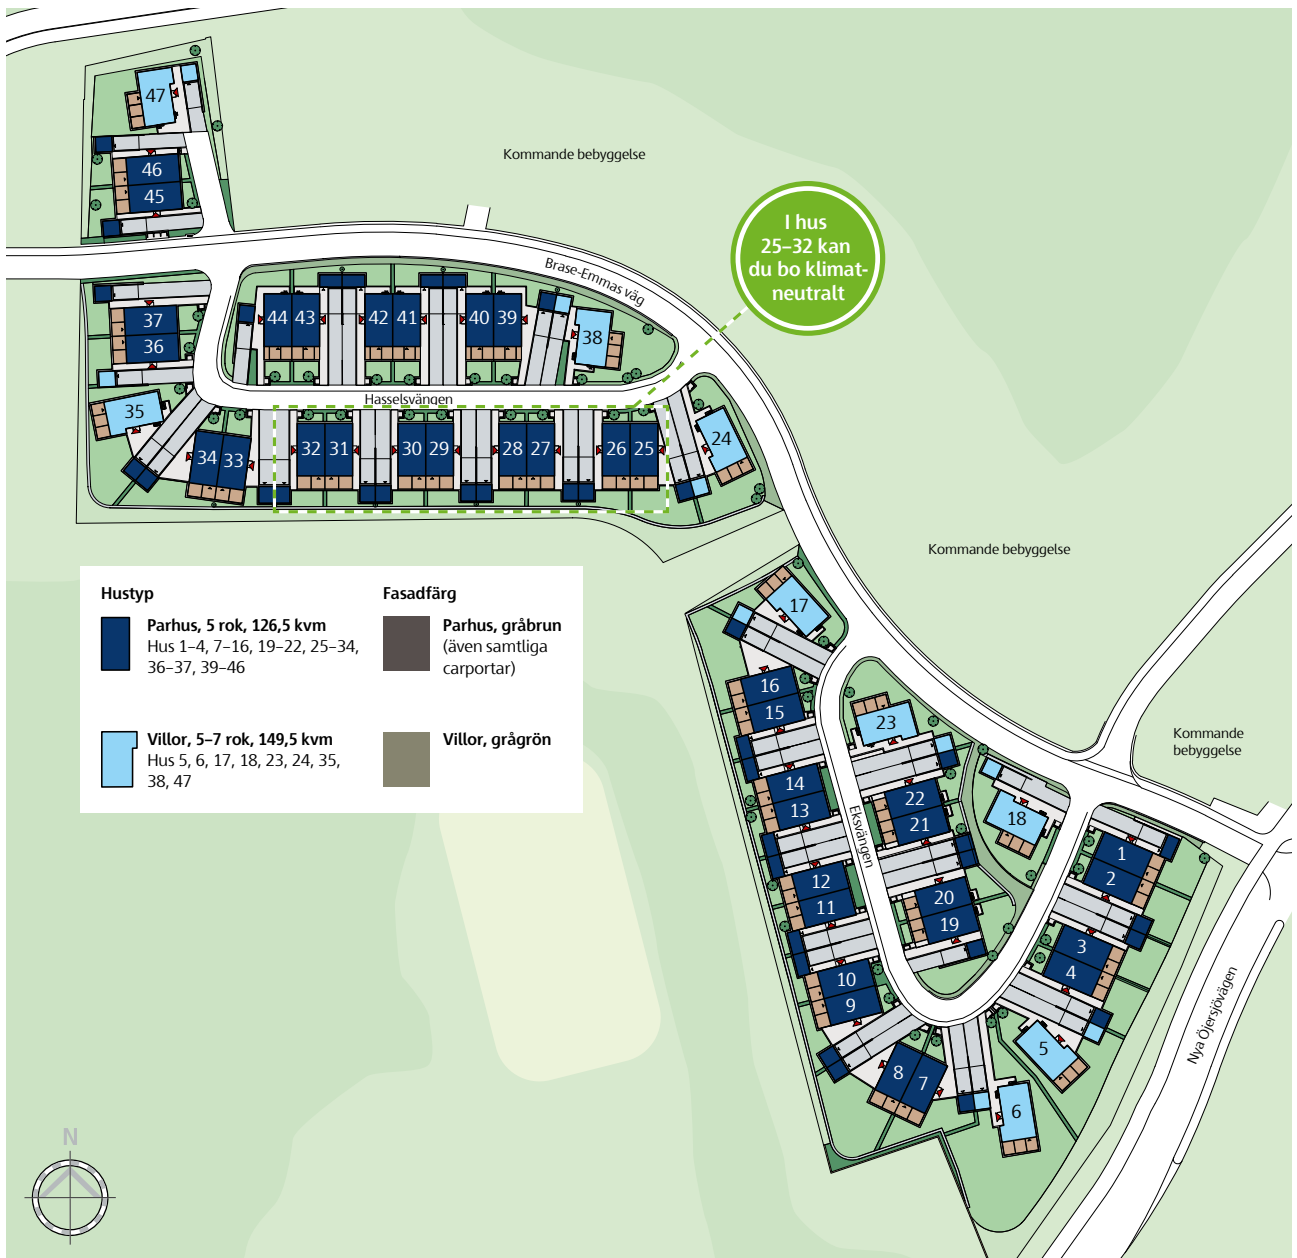 47
46
45
Kommande bebyggelse
I hus
25–32 kan
du bo klimat-
neutralt
Brase-Emmas väg
37
36
44 43
42 41
40 39
38
35
Hasselsvängen
34 33
32 31
30 29
28 27
26 25
24
Kommande bebyggelse
Hustyp
Parhus, 5 rok, 126,5 kvm
Hus 1–4, 7–16, 19–22, 25–34,
36–37, 39–46
Villor, 5–7 rok, 149,5 kvm
Hus 5, 6, 17, 18, 23, 24, 35,
38, 47
Fasadfärg
Parhus, gråbrun
(även samtliga
carportar)
Villor, grågrön
17
16
15
23
Kommande
bebyggelse
14
13
22
21
18
Eksvängen
1
2
12
11
20
19
3
4
10
9
5
8 7
6
Nya Öjersjövägen
N